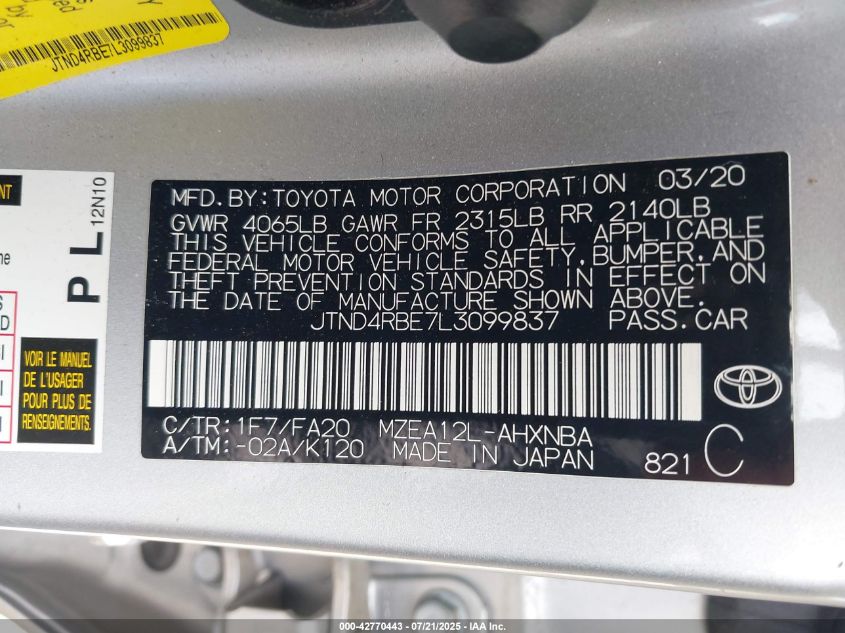 JTND4RBE7L3099837
P L
12N10
MFD. BY: TOYOTA MOTOR CORPORATION 03/20
GVWR 4065LB GAWR FR 2315LB RR 2140LB
THIS VEHICLE CONFORMS TO ALL APPLICABLE
FEDERAL MOTOR VEHICLE SAFETY, BUMPER, AND
THEFT PREVENTION STANDARDS IN EFFECT ON
THE DATE OF MANUFACTURE SHOWN ABOVE.
JTND4RBE7L3099837 PASS. CAR
C/TR: 1F7/FA20 MZEA12L-AHXNBA
A/TM: -02A/K120 MADE IN JAPAN
821 C
VOIR LE MANUEL
DE L'USAGER
POUR PLUS DE
RENSEIGNEMENTS
000-42770443 - 07/21/2025 - IAA Inc.